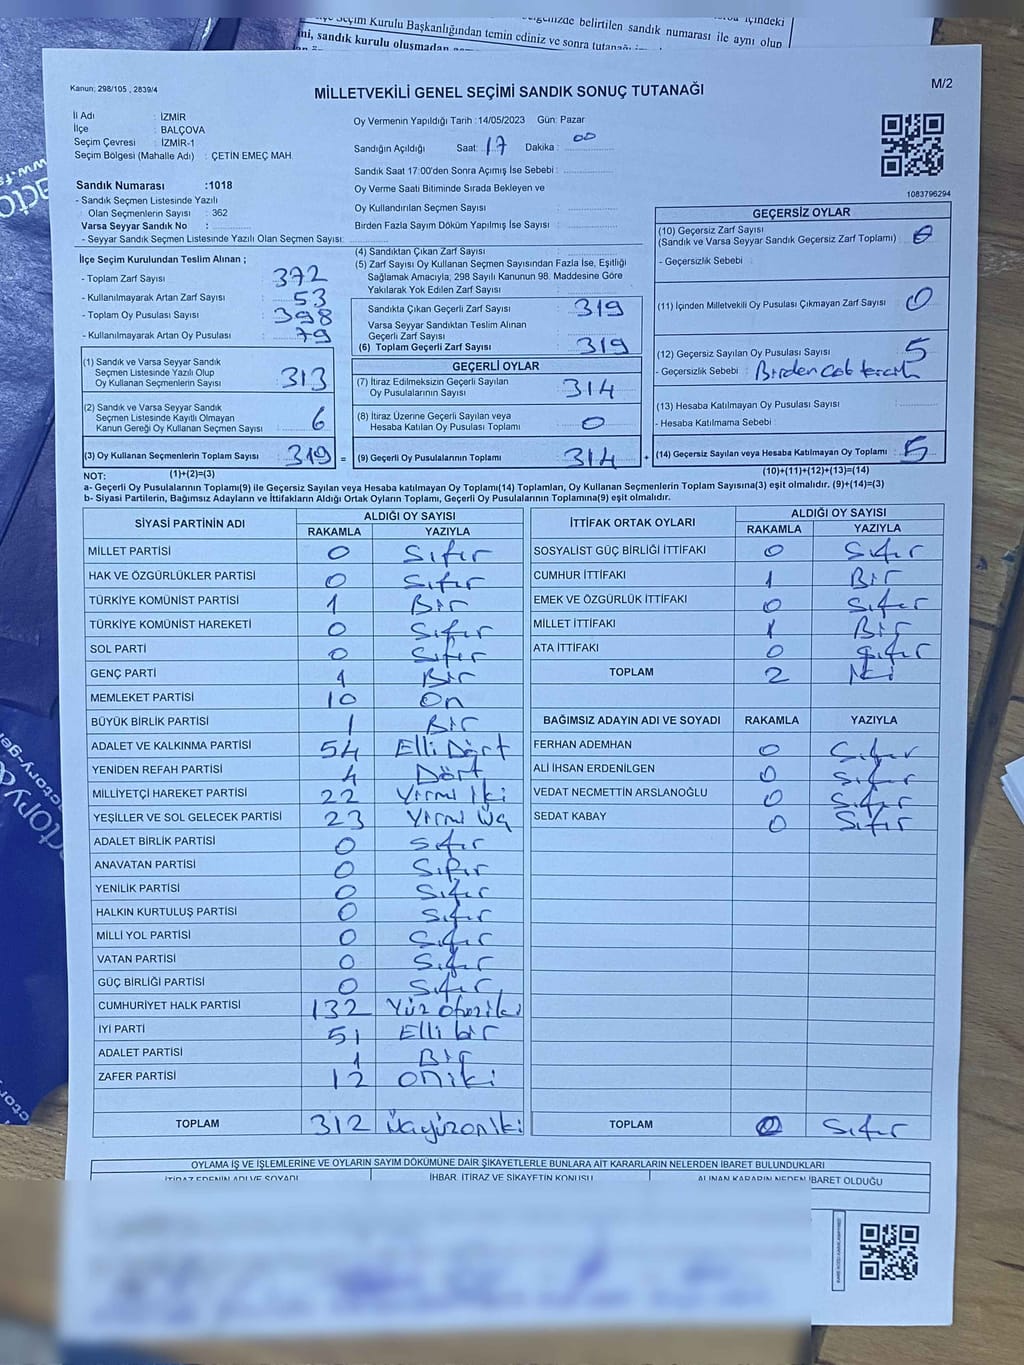 içindeki
Seçim Kurulu Başkanlığından temin ediniz ve sonra
belirtilen sandık numarası ile aynı olup
sandık kurulu oluşmadan
Kanun; 298/105 , 2839/4
MİLLETVEKİLİ GENEL SEÇİMİ SANDIK SONUÇ TUTANAĞI
M/2
İl Adı : İZMİR
İlçe : BALÇOVA
Seçim Çevresi : İZMİR-1
Seçim Bölgesi (Mahalle Adı) : ÇETİN EMEÇ MAH.
Sandık Numarası :1018
- Sandık Seçmen Listesinde Yazılı
Olan Seçmenlerin Sayısı : 362
Varsa Seyyar Sandık No :
- Seyyar Sandık Seçmen Listesinde Yazılı Olan Seçmen Sayısı:
Oy Vermenin Yapıldığı Tarih :14/05/2023 Gün: Pazar
Sandığın Açıldığı Saat: 17 Dakika : 00
Sandık Saat 17:00'den Sonra Açımış İse Sebebi :
Oy Verme Saati Bitiminde Sırada Bekleyen ve
Oy Kullandırılan Seçmen Sayısı :
Birden Fazla Sayım Döküm Yapılmış İse Sayısı :
1083796294
İlçe Seçim Kurulundan Teslim Alınan ;
- Toplam Zarf Sayısı : 372
- Kullanılmayarak Artan Zarf Sayısı : 53
- Toplam Oy Pusulası Sayısı : 398
- Kullanılmayarak Artan Oy Pusulası : 79
(1) Sandık ve Varsa Seyyar Sandık
Seçmen Listesinde Yazılı Olup
Oy Kullanan Seçmenlerin Sayısı : 313
(2) Sandık ve Varsa Seyyar Sandık
Seçmen Listesinde Kayıtlı Olmayan
Kanun Gereği Oy Kullanan Seçmen Sayısı : 6
(3) Oy Kullanan Seçmenlerin Toplam Sayısı : 319 =
(1)+(2)=(3)
(4) Sandıktan Çıkan Zarf Sayısı :
(5) Zarf Sayısı Oy Kullanan Seçmen Sayısından Fazla İse, Eşitliği
Sağlamak Amacıyla, 298 Sayılı Kanunun 98. Maddesine Göre
Yakılarak Yok Edilen Zarf Sayısı :
Sandıkta Çıkan Geçerli Zarf Sayısı : 319
Varsa Seyyar Sandıktan Teslim Alınan
Geçerli Zarf Sayısı :
(6) Toplam Geçerli Zarf Sayısı : 319
GEÇERLİ OYLAR
(7) İtiraz Edilmeksizin Geçerli Sayılan
Oy Pusulalarının Sayısı : 314
(8) İtiraz Üzerine Geçerli Sayılan veya
Hesaba Katılan Oy Pusulası Toplamı : 0
(9) Geçerli Oy Pusulalarının Toplamı : 314 +
GEÇERSİZ OYLAR
(10) Geçersiz Zarf Sayısı : 0
(Sandık ve Varsa Seyyar Sandık Geçersiz Zarf Toplamı)
- Geçersizlik Sebebi :
(11) İçinden Milletvekili Oy Pusulası Çıkmayan Zarf Sayısı : 0
(12) Geçersiz Sayılan Oy Pusulası Sayısı : 5
- Geçersizlik Sebebi : Birden Cok tercih
(13) Hesaba Katılmayan Oy Pusulası Sayısı :
- Hesaba Katılmama Sebebi :
(14) Geçersiz Sayılan veya Hesaba Katılmayan Oy Toplamı : 5
(10)+(11)+(12)+(13)=(14)
NOT:
a- Geçerli Oy Pusulalarının Toplamı(9) ile Geçersiz Sayılan veya Hesaba katılmayan Oy Toplamı(14) Toplamları, Oy Kullanan Seçmenlerin Toplam Sayısına(3) eşit olmalıdır. (9)+(14)=(3)
b- Siyasi Partilerin, Bağımsız Adayların ve İttifakların Aldığı Ortak Oyların Toplamı, Geçerli Oy Pusulalarının Toplamına(9) eşit olmalıdır.
SİYASİ PARTİNİN ADI ALDIĞI OY SAYISI
RAKAMLA YAZIYLA
MİLLET PARTİSİ 0 Sıfır
HAK VE ÖZGÜRLÜKLER PARTİSİ 0 Sıfır
TÜRKİYE KOMÜNİST PARTİSİ 1 Bir
TÜRKİYE KOMÜNİST HAREKETİ 0 Sıfır
SOL PARTİ 0 Sıfır
GENÇ PARTİ 1 Bir
MEMLEKET PARTİSİ 10 On
BÜYÜK BİRLİK PARTİSİ 1 Bir
ADALET VE KALKINMA PARTİSİ 54 Elli Dört
YENİDEN REFAH PARTİSİ 4 Dört
MİLLİYETÇİ HAREKET PARTİSİ 22 Yirmi İki
YEŞİLLER VE SOL GELECEK PARTİSİ 23 Yirmi Üç
ADALET BİRLİK PARTİSİ 0 Sıfır
ANAVATAN PARTİSİ 0 Sıfır
YENİLİK PARTİSİ 0 Sıfır
HALKIN KURTULUŞ PARTİSİ 0 Sıfır
MİLLİ YOL PARTİSİ 0 Sıfır
VATAN PARTİSİ 0 Sıfır
GÜÇ BİRLİĞİ PARTİSİ 0 Sıfır
CUMHURİYET HALK PARTİSİ 132 Yüz Otuz iki
İYİ PARTİ 51 Elli bir
ADALET PARTİSİ 1 Bir
ZAFER PARTİSİ 12 Oniki
TOPLAM 312 Üçyüzoniki
İTTİFAK ORTAK OYLARI ALDIĞI OY SAYISI
RAKAMLA YAZIYLA
SOSYALİST GÜÇ BİRLİĞİ İTTİFAKI 0 Sıfır
CUMHUR İTTİFAKI 1 Bir
EMEK VE ÖZGÜRLÜK İTTİFAKI 0 Sıfır
MİLLET İTTİFAKI 1 Bir
ATA İTTİFAKI 0 Sıfır
TOPLAM 2 İki
BAĞIMSIZ ADAYIN ADI VE SOYADI RAKAMLA YAZIYLA
FERHAN ADEMHAN 0 Sıfır
ALİ İHSAN ERDENİLGEN 0 Sıfır
VEDAT NECMETTİN ARSLANOĞLU 0 Sıfır
SEDAT KABAY 0 Sıfır
TOPLAM 0 Sıfır
OYLAMA İŞ VE İŞLEMLERİNE VE OYLARIN SAYIM DÖKÜMÜNE DAİR ŞİKAYETLERLE BUNLARA AİT KARARLARIN NELERDEN İBARET BULUNDUKLARI
İTİRAZ EDENİN ADI VE SOYADI İHBAR, İTİRAZ VE ŞİKAYETİN KONUSU ALINAN KARARIN NEDEN İBARET OLDUĞU